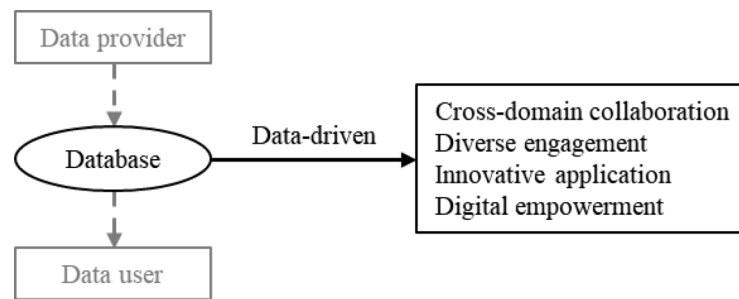 Data provider
Data-driven
Database
Cross-domain collaboration
Diverse engagement
Innovative application
Digital empowerment
Data user